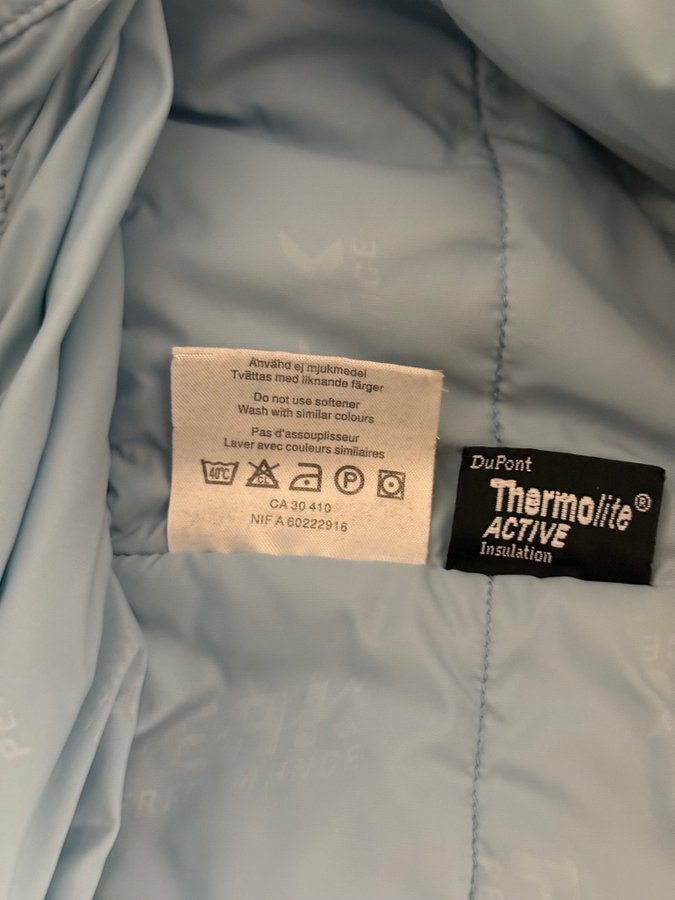 Använd ej mjukmedel
Tvättas med liknande färger
Do not use softener
Wash with similar colours
Pas d'assouplisseur
Laver avec couleurs similaires
40°C CL P
CA 30 410
NIF A 60222916
DuPont
Thermolite®
ACTIVE
Insulation